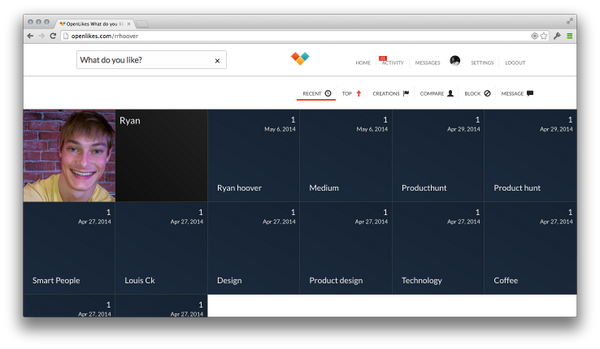 OpenLikes What do you like
openlikes.com/rrhoover
What do you like?
HOME
ACTIVITY
MESSAGES
SETTINGS
LOGOUT
RECENT
TOP
CREATIONS
COMPARE
BLOCK
MESSAGE
Ryan
1
May 6, 2014
Ryan hoover
1
May 6, 2014
Medium
1
Apr 29, 2014
Producthunt
1
Apr 29, 2014
Product hunt
1
Apr 27, 2014
Smart People
1
Apr 27, 2014
Louis Ck
1
Apr 27, 2014
Design
1
Apr 27, 2014
Product design
1
Apr 27, 2014
Technology
1
Apr 27, 2014
Coffee
1
Apr 27, 2014
1
Apr 27, 2014